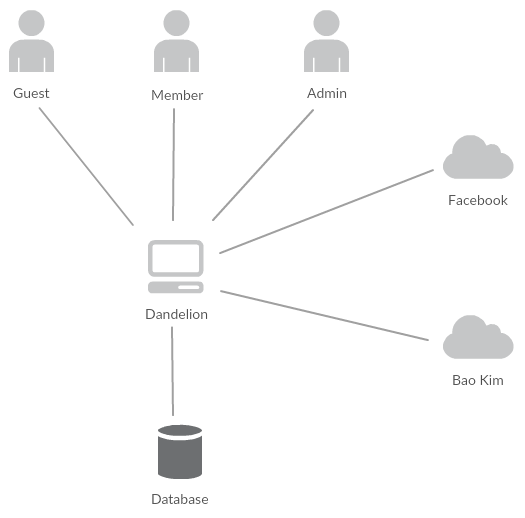 Guest
Member
Admin
Facebook
Dandelion
Bao Kim
Database